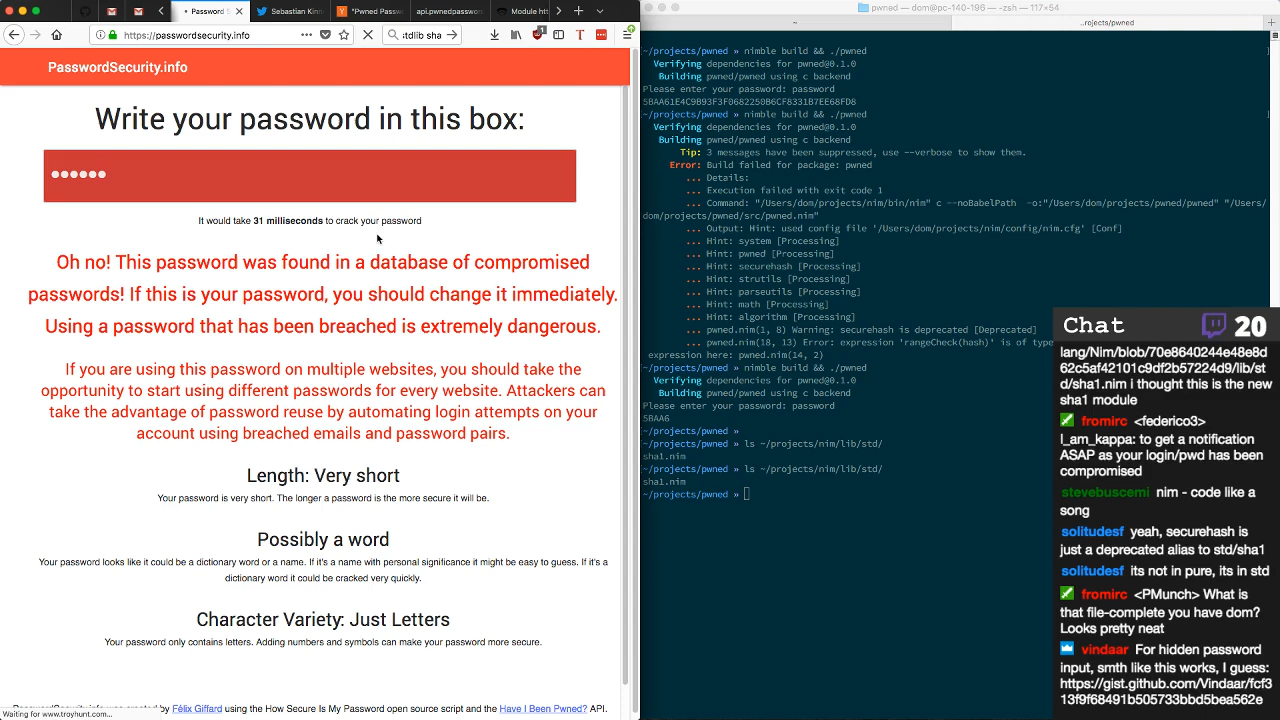 Password S
Sebastian Kinn
"Pwned Passw
api.pwnedpassw
Module htt
https://passwordsecurity.info
tdlib sha
PasswordSecurity.info
Write your password in this box:
It would take 31 milliseconds to crack your password
Oh no! This password was found in a database of compromised
passwords! If this is your password, you should change it immediately.
Using a password that has been breached is extremely dangerous.
If you are using this password on multiple websites, you should take the
opportunity to start using different passwords for every website. Attackers can
take the advantage of password reuse by automating login attempts on your
account using breached emails and password pairs.
Length: Very short
Your password is very short. The longer a password is the more secure it will be.
Possibly a word
Your password looks like it could be a dictionary word or a name. If it's a name with personal significance it might be easy to guess. If it's a
dictionary word it could be cracked very quickly.
Character Variety: Just Letters
Your password only contains letters. Adding numbers and symbols can make your password more secure.
PasswordSecurity.info was created by Félix Giffard using the How Secure Is My Password open source script and the Have I Been Pwned? API.
Waiting for www.troyhunt.com...
pwned — dom@pc-140-196 — -zsh — 117×54
~
..rojects/pwned
~/projects/pwned » nimble build && ./pwned
Verifying dependencies for pwned@0.1.0
Building pwned/pwned using c backend
Please enter your password: password
5BAA61E4C9B93F3F0682250B6CF8331B7EE68FD8
~/projects/pwned » nimble build && ./pwned
Verifying dependencies for pwned@0.1.0
Building pwned/pwned using c backend
Tip: 3 messages have been suppressed, use --verbose to show them.
Error: Build failed for package: pwned
... Details:
... Execution failed with exit code 1
... Command: "/Users/dom/projects/nim/bin/nim" c --noBabelPath -o:"/Users/dom/projects/pwned/pwned" "/Users/
dom/projects/pwned/src/pwned.nim"
... Output: Hint: used config file '/Users/dom/projects/nim/config/nim.cfg' [Conf]
... Hint: system [Processing]
... Hint: pwned [Processing]
... Hint: securehash [Processing]
... Hint: strutils [Processing]
... Hint: parseutils [Processing]
... Hint: math [Processing]
... Hint: algorithm [Processing]
... pwned.nim(1, 8) Warning: securehash is deprecated [Deprecated]
... pwned.nim(18, 13) Error: expression 'rangeCheck(hash)' is of type
expression here: pwned.nim(14, 2)
~/projects/pwned » nimble build && ./pwned
Verifying dependencies for pwned@0.1.0
Building pwned/pwned using c backend
Please enter your password: password
5BAA6
~/projects/pwned »
~/projects/pwned » ls ~/projects/nim/lib/std/
sha1.nim
~/projects/pwned » ls ~/projects/nim/lib/std/
sha1.nim
~/projects/pwned »
Chat
20
lang/Nim/blob/70e8640244e48e8d
62c5af42101c9df2b57224d9/lib/st
d/sha1.nim i thought this is the new
sha1 module
fromirc <federico3>
I_am_kappa: to get a notification
ASAP as your login/pwd has been
compromised
stevebuscemi nim - code like a
song
solitudesf yeah, securehash is
just a deprecated alias to std/sha1
solitudesf its not in pure, its in std
fromirc <PMunch> What is
that file-complete you have dom?
Looks pretty neat
vindaar For hidden password
input, smth like this works, I guess:
https://gist.github.com/Vindaar/fcf3
13f9f68491b505733bbd5bea562e